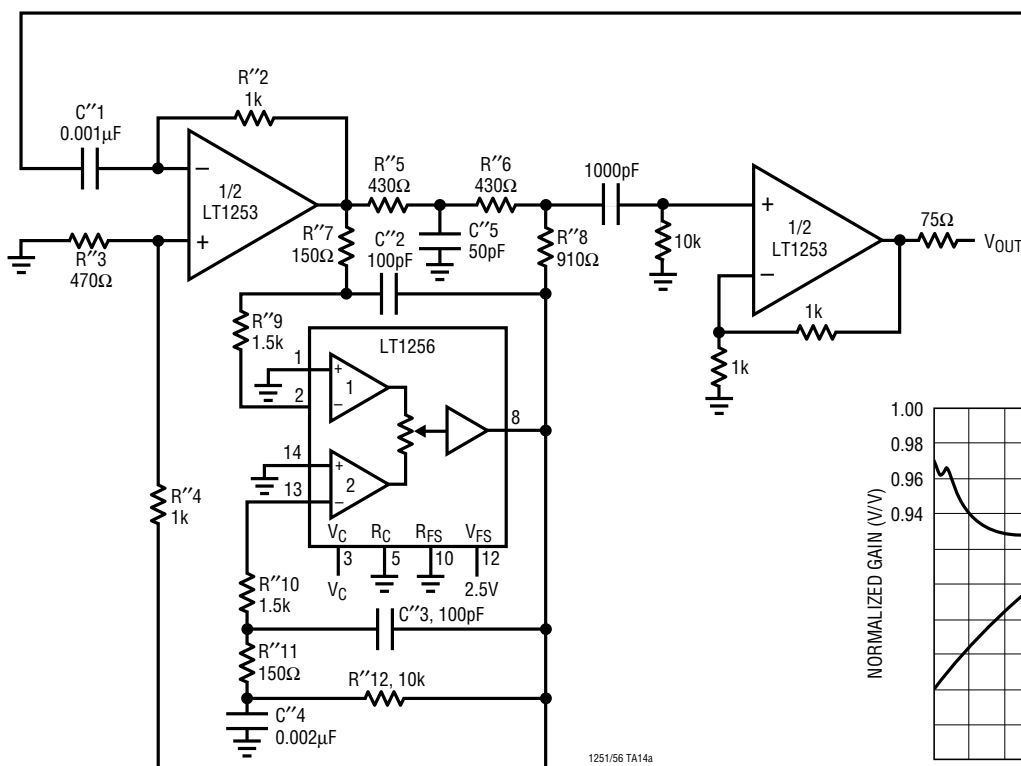 R"2
1k
C"1
0.001µF
–
1/2
LT1253
+
R"3
470Ω
R"5
430Ω
R"6
430Ω
1000pF
R"7
150Ω
C"2
100pF
C"5
50pF
R"8
910Ω
10k
+
1/2
LT1253
–
75Ω
VOUT
1k
1k
R"9
1.5k
LT1256
1
2
+
1
–
8
14
13
+
2
–
R"4
1k
VC
RC
RFS
VFS
3
5
10
12
VC
2.5V
R"10
1.5k
C"3, 100pF
R"11
150Ω
R"12, 10k
C"4
0.002µF
1251/56 TA14a
1.00
0.98
0.96
0.94
NORMALIZED GAIN (V/V)